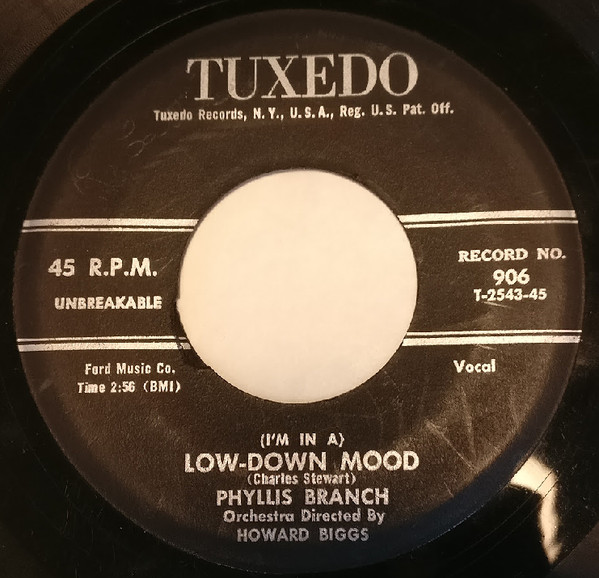 TUXEDO
Tuxedo Records, N.Y., U.S.A., Reg. U.S. Pat. Off.
45 R.P.M.
UNBREAKABLE
RECORD NO.
906
T-2543-45
Ford Music Co.
Time 2:56 (BMI)
Vocal
(I'M IN A)
LOW-DOWN MOOD
(Charles Stewart)
PHYLLIS BRANCH
Orchestra Directed By
HOWARD BIGGS